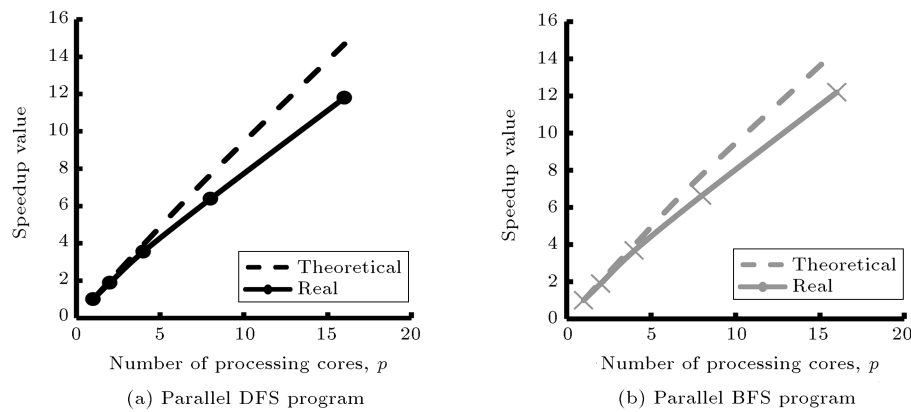 16
14
12
10
8
6
4
2
0
Speedup value
Theoretical
Real
0 5 10 15 20
Number of processing cores, p
(a) Parallel DFS program
16
14
12
10
8
6
4
2
0
Speedup value
Theoretical
Real
0 5 10 15 20
Number of processing cores, p
(b) Parallel BFS program